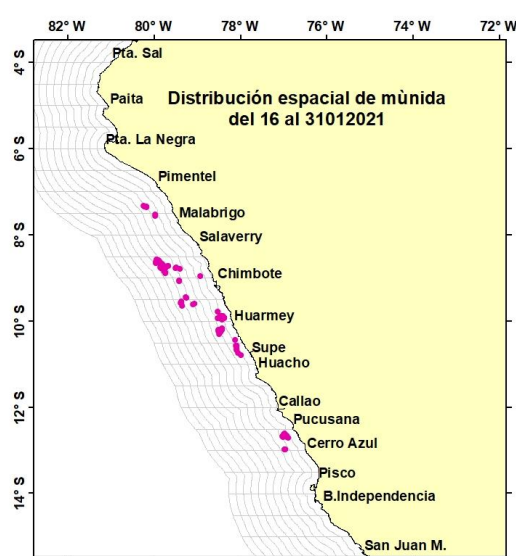 82° W 80° W 78° W 76° W 74° W 72° W
4° S
6° S
8° S
10° S
12° S
14° S
Distribución espacial de mùnida
del 16 al 31012021
Pta. Sal
Paita
Pta. La Negra
Pimentel
Malabrigo
Salaverry
Chimbote
Huarmey
Supe
Huacho
Callao
Pucusana
Cerro Azul
Pisco
B.Independencia
San Juan M.